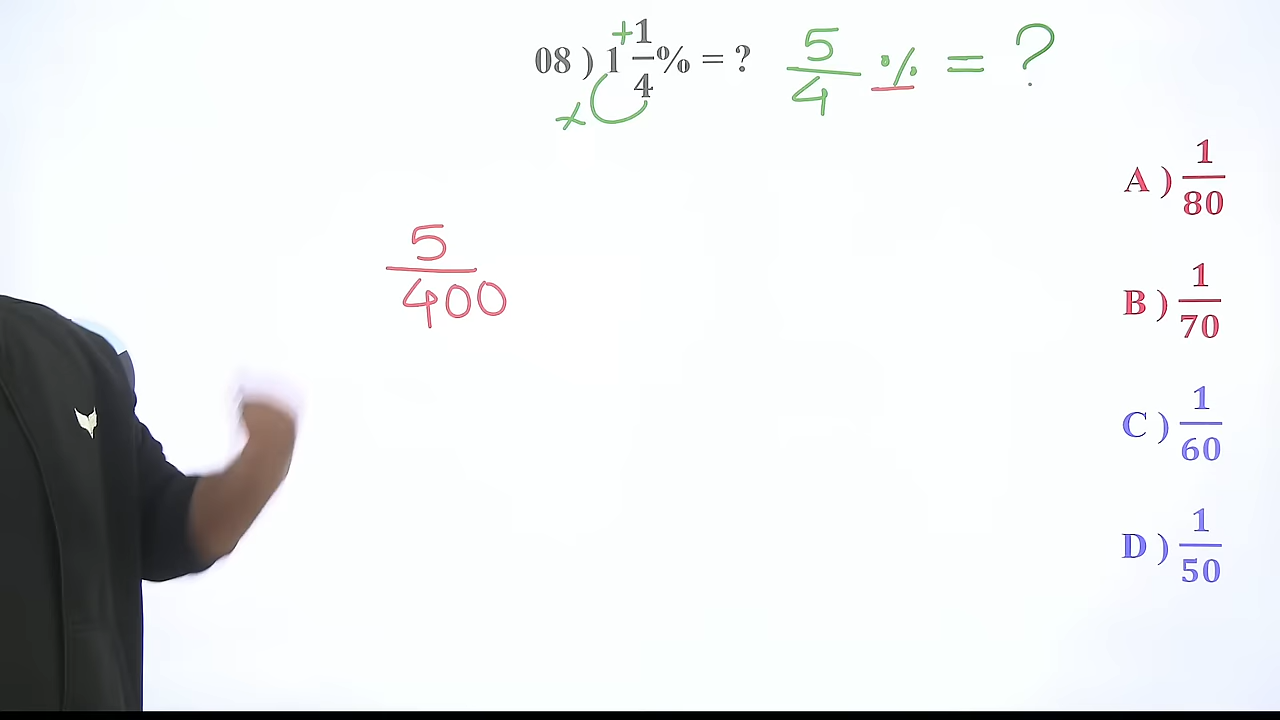 08 ) 1 1/4 % = ? 5/4 % = ?
+
×
5/400
A ) 1/80
B ) 1/70
C ) 1/60
D ) 1/50